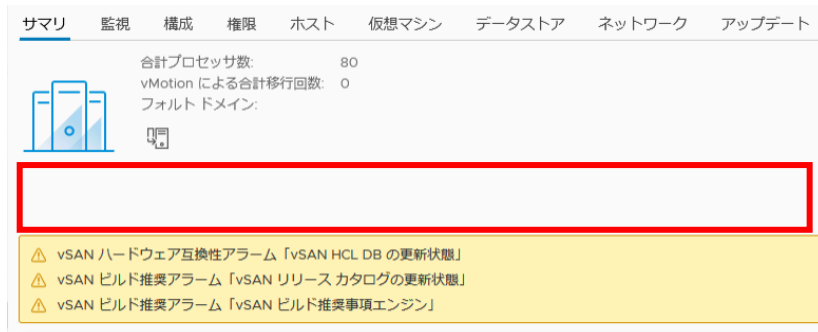 サマリ 監視 構成 権限 ホスト 仮想マシン データストア ネットワーク アップデート
合計プロセッサ数: 80
vMotion による合計移行回数: 0
フォルト ドメイン:
vSAN ハードウェア互換性アラーム「vSAN HCL DB の更新状態」
vSAN ビルド推奨アラーム「vSAN リリース カタログの更新状態」
vSAN ビルド推奨アラーム「vSAN ビルド推奨事項エンジン」